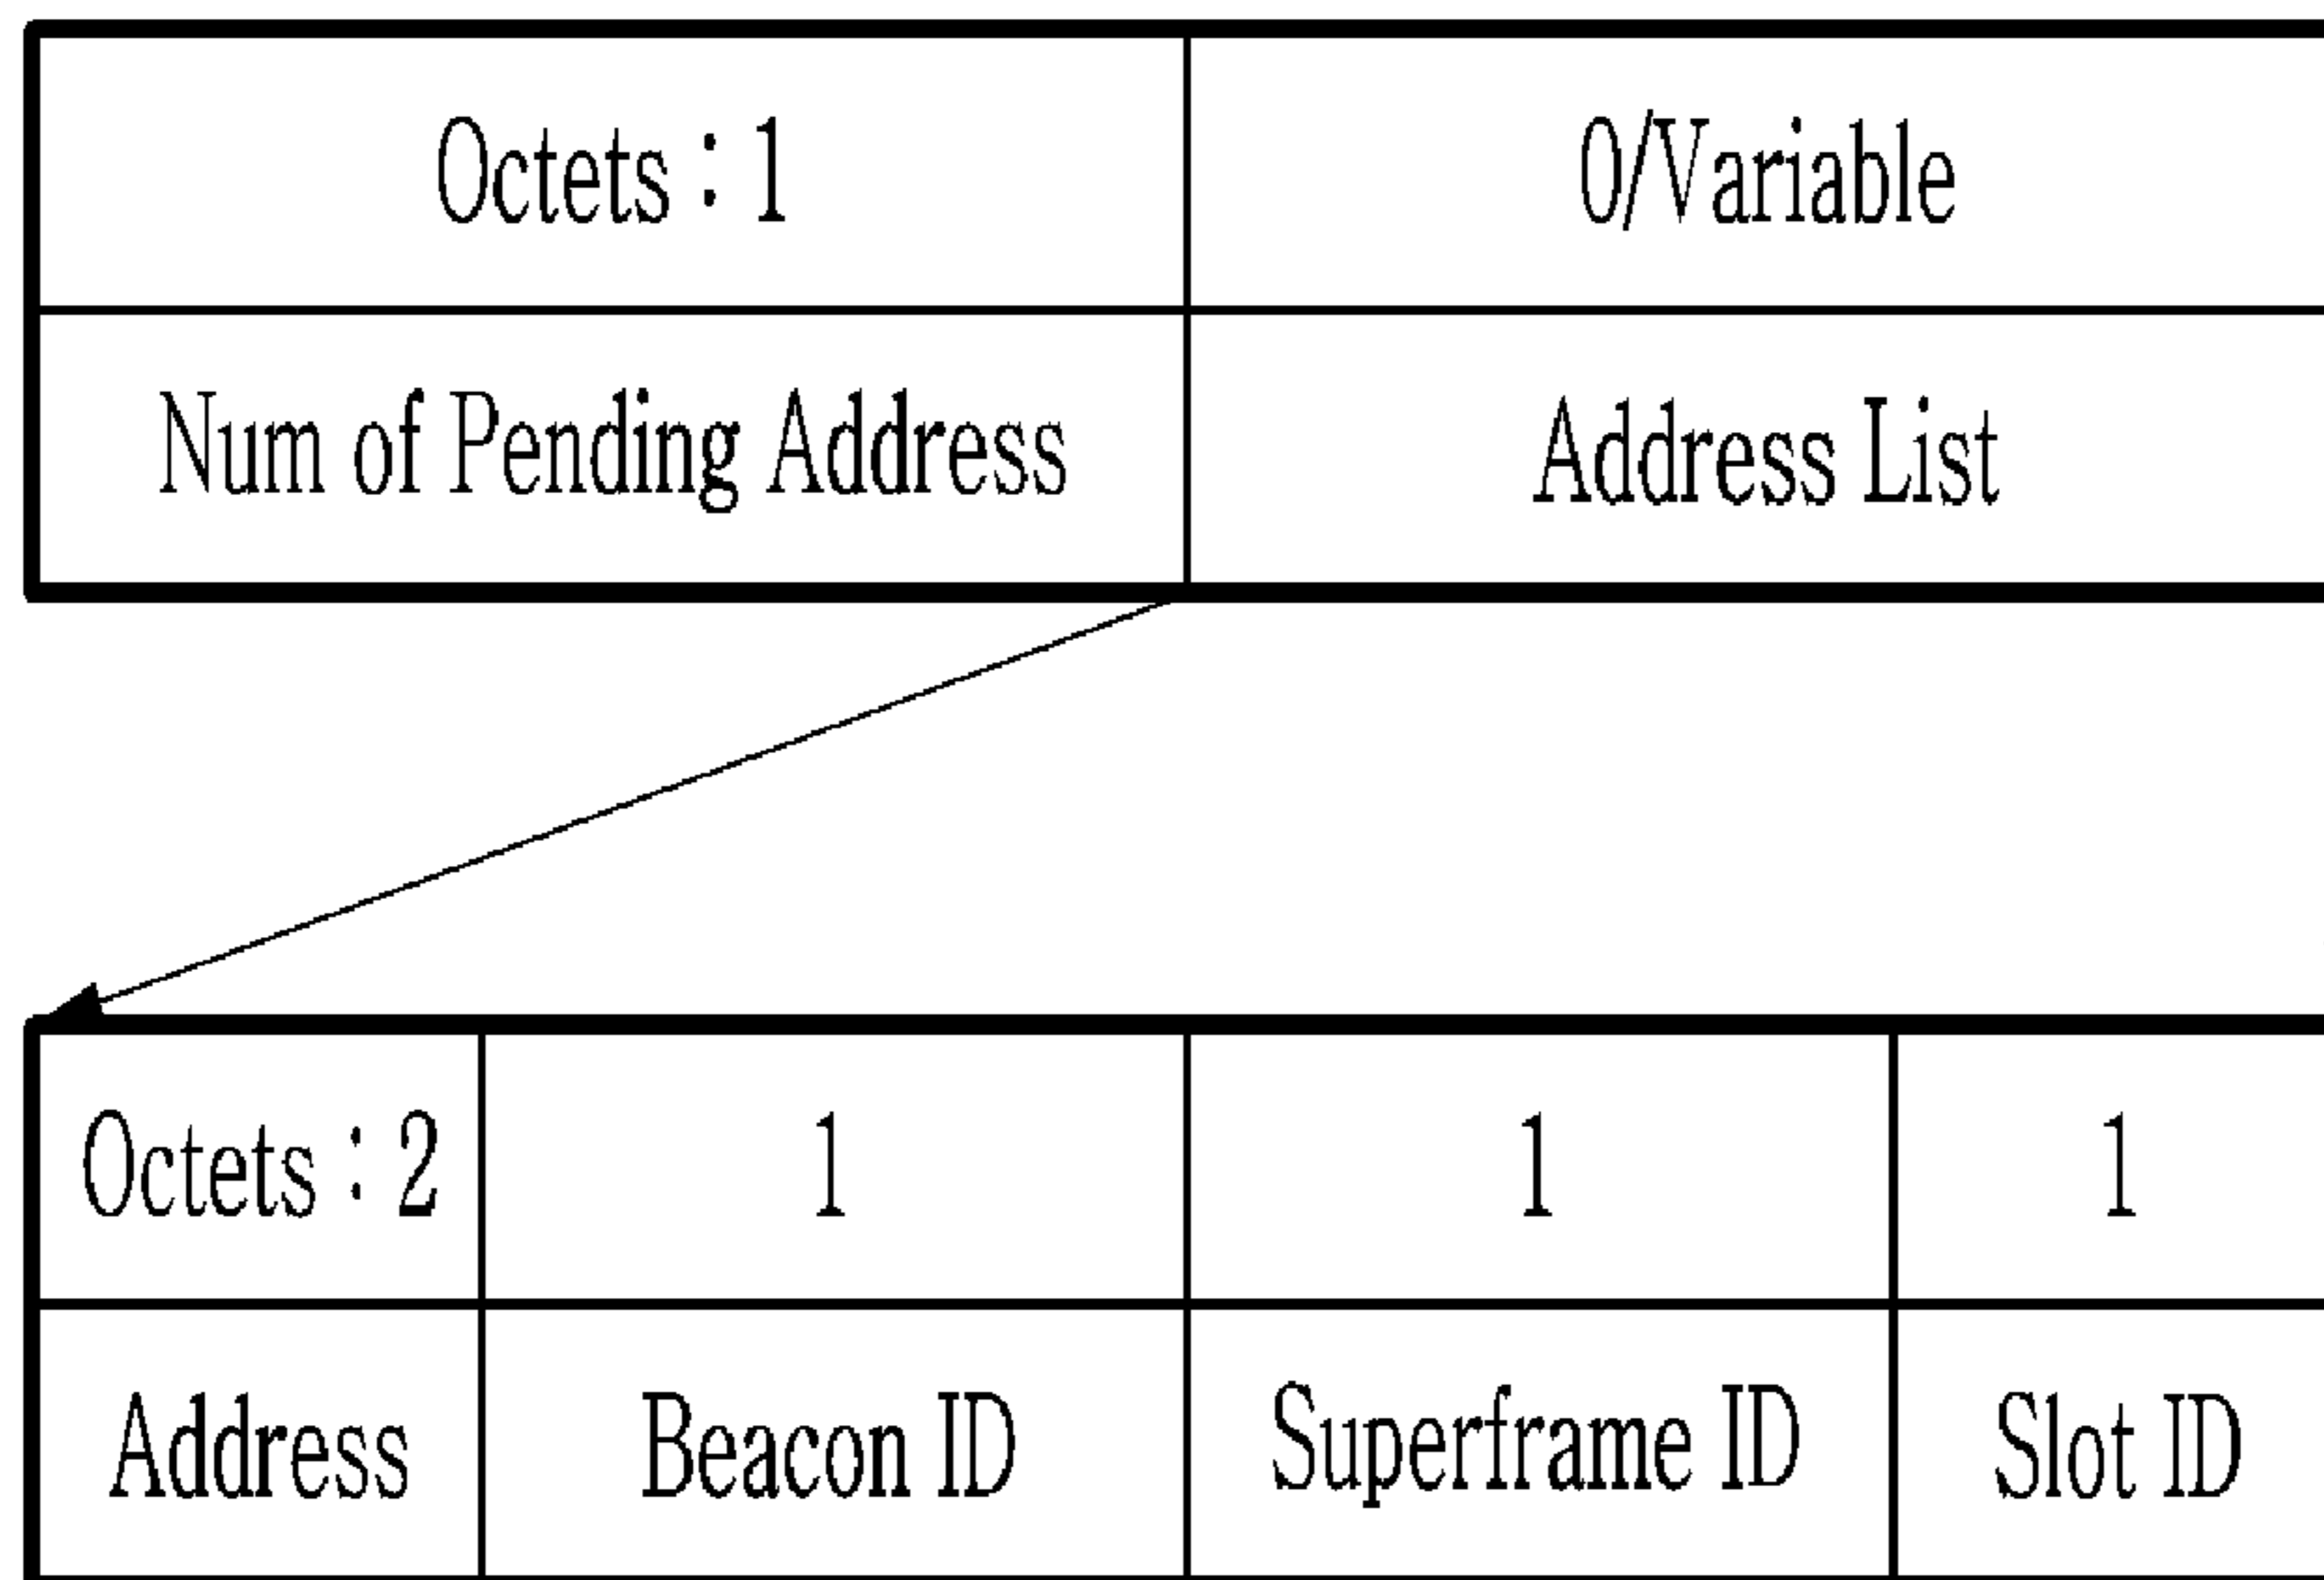 Octets : 1 0/Variable
Num of Pending Address Address List
Octets : 2 1 1 1
Address Beacon ID Superframe ID Slot ID